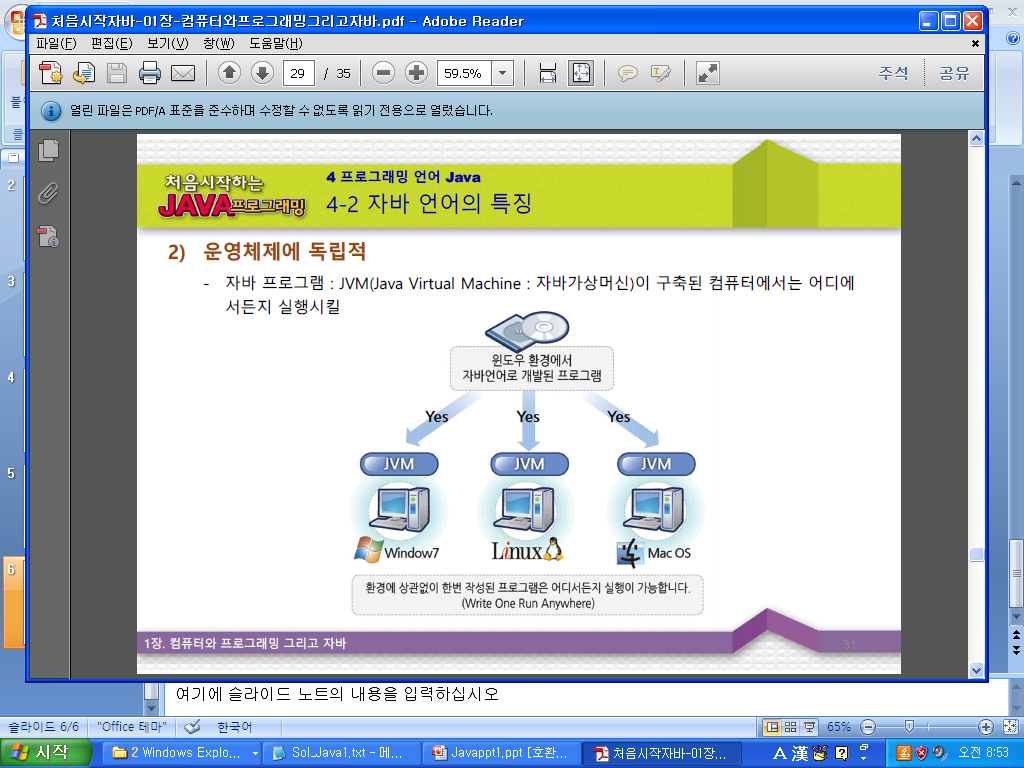 처음시작자바-01장-컴퓨터와프로그래밍그리고자바.pdf - Adobe Reader
파일(F) 편집(E) 보기(V) 창(W) 도움말(H)
29 / 35 59.5% 주석 공유
열린 파일은 PDF/A 표준을 준수하며 수정할 수 없도록 읽기 전용으로 열렸습니다.
처음시작하는
JAVA프로그래밍
4 프로그래밍 언어 Java
4-2 자바 언어의 특징
2) 운영체제에 독립적
- 자바 프로그램 : JVM(Java Virtual Machine : 자바가상머신)이 구축된 컴퓨터에서는 어디에
서든지 실행시킬
윈도우 환경에서
자바언어로 개발된 프로그램
Yes Yes Yes
JVM JVM JVM
Window7 Linux Mac OS
환경에 상관없이 한번 작성된 프로그램은 어디서든지 실행이 가능합니다.
(Write One Run Anywhere)
1장. 컴퓨터와 프로그래밍 그리고 자바 31
2
3
4
5
6
여기에 슬라이드 노트의 내용을 입력하십시오
슬라이드 6/6 "Office 테마" 한국어 65%
시작 2 Windows Explo... Sol_Java1.txt - 메... Javappt1.ppt [호환... 처음시작자바-01장... A 漢 오전 8:53